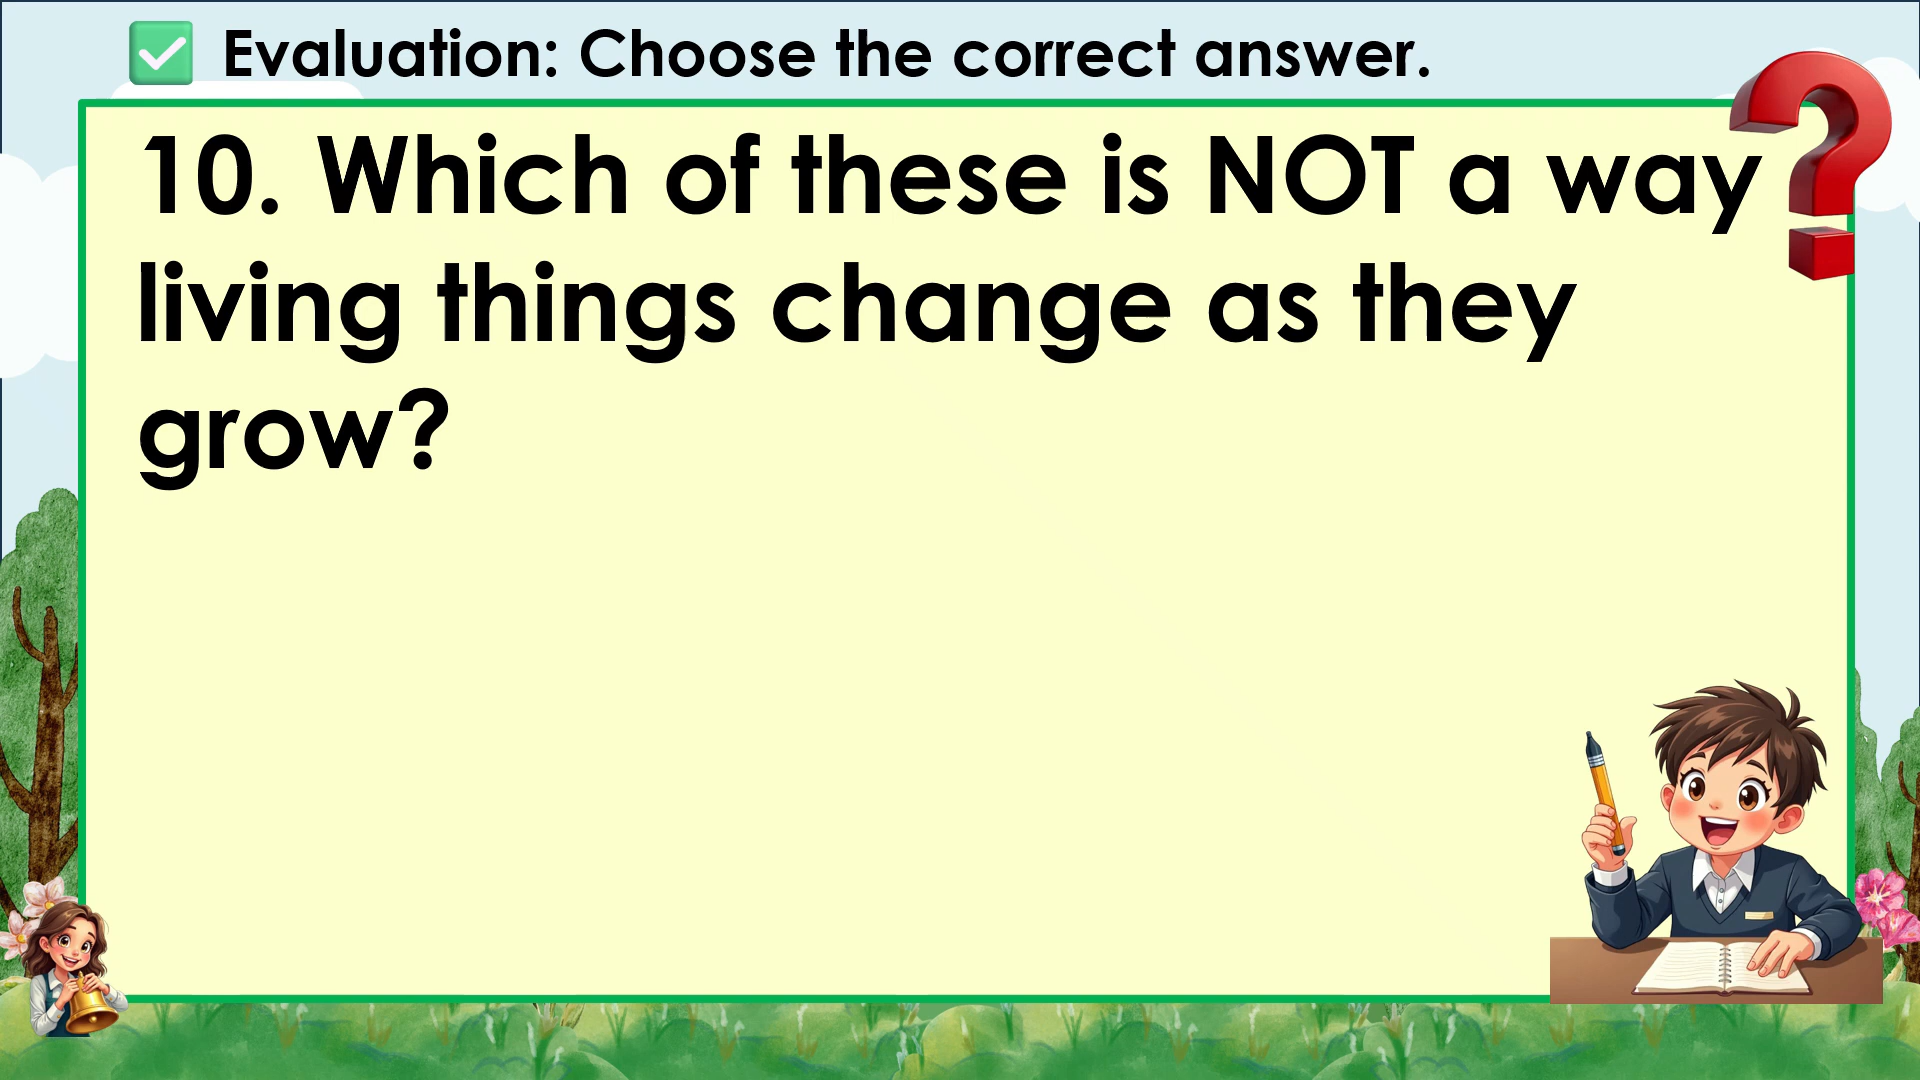 ✅ Evaluation: Choose the correct answer.
10. Which of these is NOT a way
living things change as they
grow?